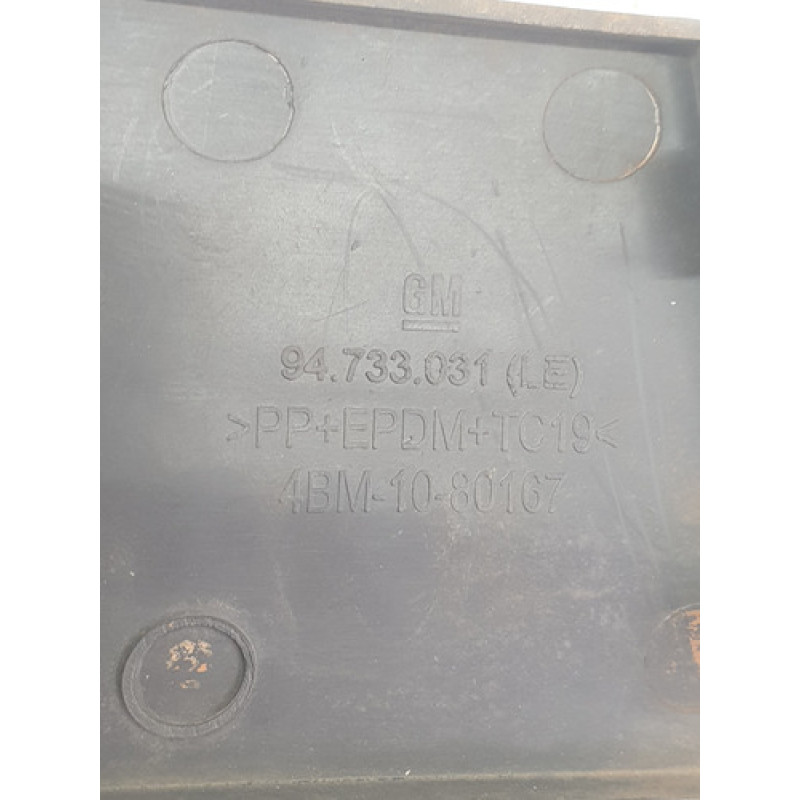 GM
94.733.031 (LE)
>PP+EPDM+TC19<
4BM-10-80167